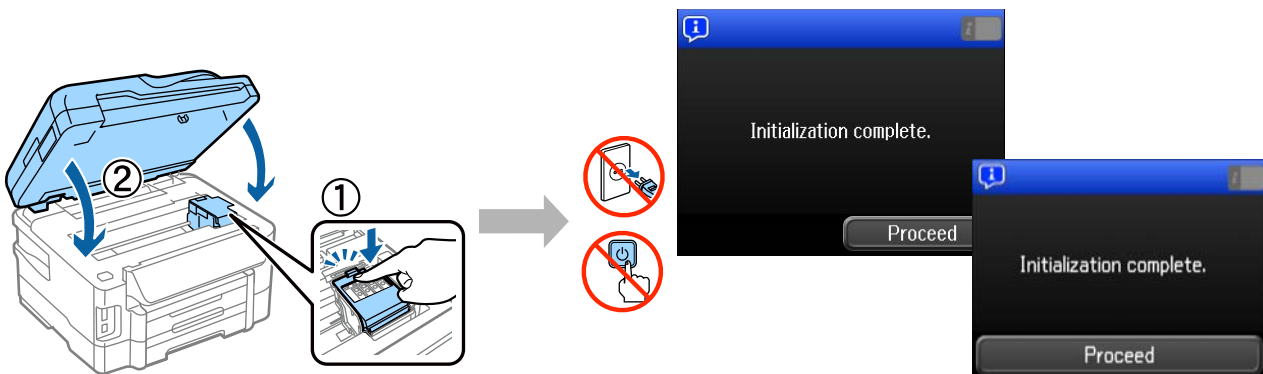 ②
①
Initialization complete.
Proceed
Initialization complete.
Proceed